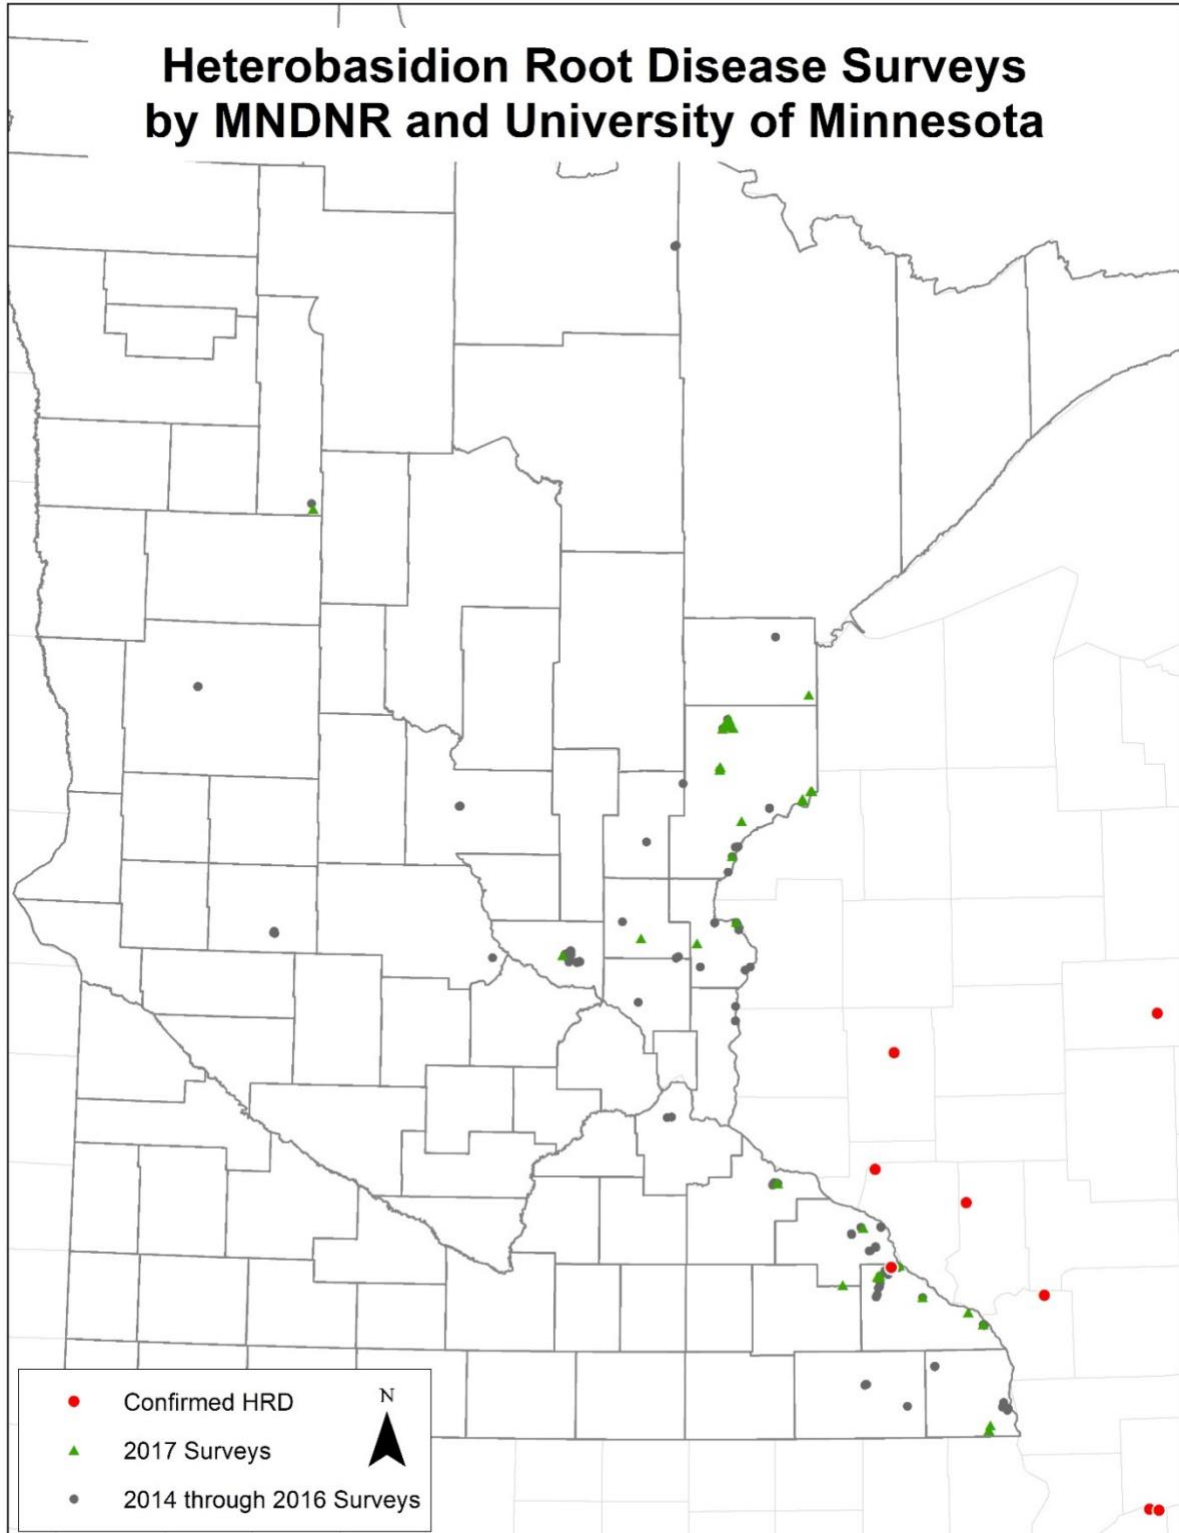 Heterobasidion Root Disease Surveys
by MNDNR and University of Minnesota
Confirmed HRD
N
2017 Surveys
2014 through 2016 Surveys